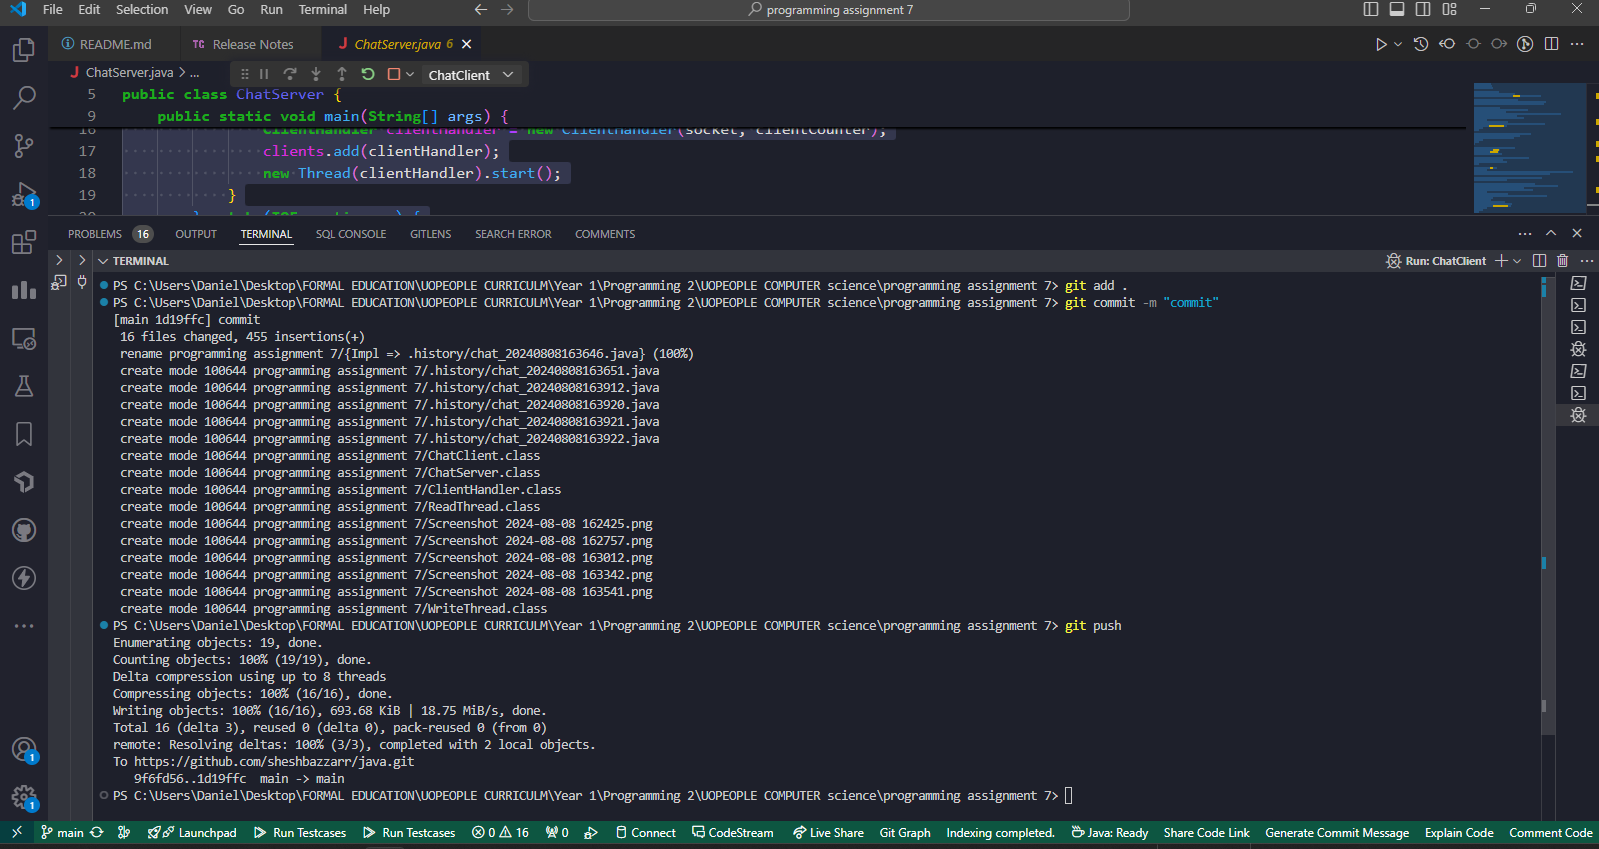 File Edit Selection View Go Run Terminal Help
programming assignment 7
README.md
Release Notes
ChatServer.java 6
ChatServer.java > ...
ChatClient
5 public class ChatServer {
9 public static void main(String[] args) {
16 ClientHandler clientHandler = new ClientHandler(socket, clientCounter);
17 clients.add(clientHandler);
18 new Thread(clientHandler).start();
19 }
PROBLEMS 16 OUTPUT TERMINAL SQL CONSOLE GITLENS SEARCH ERROR COMMENTS
TERMINAL
Run: ChatClient
PS C:\Users\Daniel\Desktop\FORMAL EDUCATION\UOPEOPLE CURRICULM\Year 1\Programming 2\UOPEOPLE COMPUTER science\programming assignment 7> git add .
PS C:\Users\Daniel\Desktop\FORMAL EDUCATION\UOPEOPLE CURRICULM\Year 1\Programming 2\UOPEOPLE COMPUTER science\programming assignment 7> git commit -m "commit"
[main 1d19ffc] commit
16 files changed, 455 insertions(+)
rename programming assignment 7/{Impl => .history/chat_20240808163646.java} (100%)
create mode 100644 programming assignment 7/.history/chat_20240808163651.java
create mode 100644 programming assignment 7/.history/chat_20240808163912.java
create mode 100644 programming assignment 7/.history/chat_20240808163920.java
create mode 100644 programming assignment 7/.history/chat_20240808163921.java
create mode 100644 programming assignment 7/.history/chat_20240808163922.java
create mode 100644 programming assignment 7/ChatClient.class
create mode 100644 programming assignment 7/ChatServer.class
create mode 100644 programming assignment 7/ClientHandler.class
create mode 100644 programming assignment 7/ReadThread.class
create mode 100644 programming assignment 7/Screenshot 2024-08-08 162425.png
create mode 100644 programming assignment 7/Screenshot 2024-08-08 162757.png
create mode 100644 programming assignment 7/Screenshot 2024-08-08 163012.png
create mode 100644 programming assignment 7/Screenshot 2024-08-08 163342.png
create mode 100644 programming assignment 7/Screenshot 2024-08-08 163541.png
create mode 100644 programming assignment 7/WriteThread.class
PS C:\Users\Daniel\Desktop\FORMAL EDUCATION\UOPEOPLE CURRICULM\Year 1\Programming 2\UOPEOPLE COMPUTER science\programming assignment 7> git push
Enumerating objects: 19, done.
Counting objects: 100% (19/19), done.
Delta compression using up to 8 threads
Compressing objects: 100% (16/16), done.
Writing objects: 100% (16/16), 693.68 KiB | 18.75 MiB/s, done.
Total 16 (delta 3), reused 0 (delta 0), pack-reused 0 (from 0)
remote: Resolving deltas: 100% (3/3), completed with 2 local objects.
To https://github.com/sheshbazzarr/java.git
9f6fd56..1d19ffc main -> main
PS C:\Users\Daniel\Desktop\FORMAL EDUCATION\UOPEOPLE CURRICULM\Year 1\Programming 2\UOPEOPLE COMPUTER science\programming assignment 7>
main Launchpad Run Testcases Run Testcases 0 16 0 Connect CodeStream Live Share Git Graph Indexing completed. Java: Ready Share Code Link Generate Commit Message Explain Code Comment Code